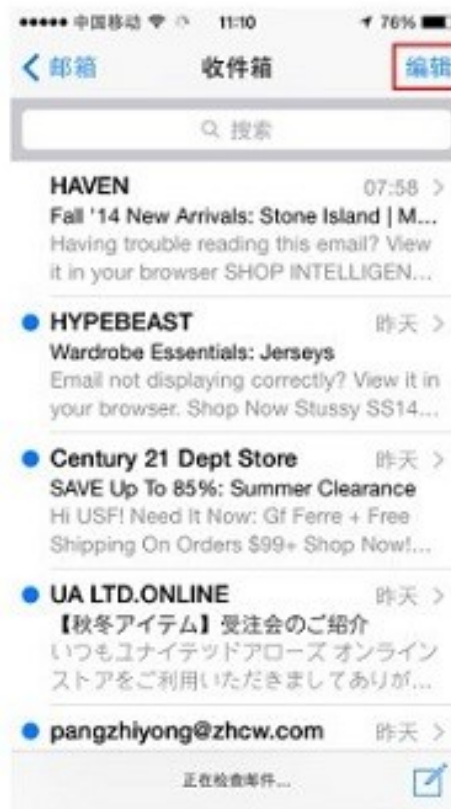 中国移动 11:10 76%
邮箱 收件箱 编辑
搜索
HAVEN 07:58
Fall '14 New Arrivals: Stone Island | M...
Having trouble reading this email? View
it in your browser SHOP INTELLIGEN...
HYPEBEAST 昨天
Wardrobe Essentials: Jerseys
Email not displaying correctly? View it in
your browser. Shop Now Stussy SS14...
Century 21 Dept Store 昨天
SAVE Up To 85%: Summer Clearance
Hi USF! Need It Now: Gf Ferre + Free
Shipping On Orders $99+ Shop Now!...
UA LTD.ONLINE 昨天
【秋冬アイテム】受注会のご紹介
いつもユナイテッドアローズ オンライン
ストアをご利用いただきましてありが...
pangzhiyong@zhcw.com 昨天
正在检查邮件...